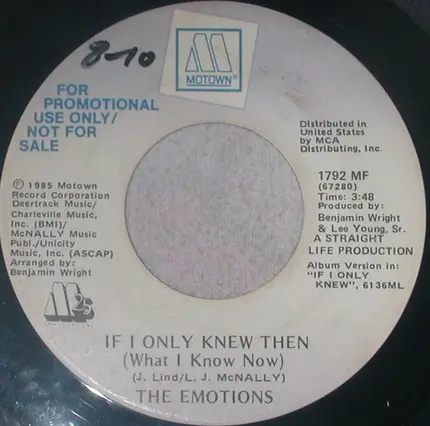 8-10
M
MOTOWN®
FOR
PROMOTIONAL
USE ONLY/
NOT FOR
SALE
Distributed in
United States
by MCA
Distributing, Inc.
1792 MF
(67280)
Time: 3:48
Produced by:
Benjamin Wright
& Lee Young, Sr.
A STRAIGHT
LIFE PRODUCTION
Album Version in:
"IF I ONLY
KNEW", 6136ML
℗ 1985 Motown
Record Corporation
Deertrack Music/
Charleville Music,
Inc. (BMI)/
McNALLY Music
Publ./Unicity
Music, Inc. (ASCAP)
Arranged by:
Benjamin Wright
M 25
IF I ONLY KNEW THEN
(What I Know Now)
(J. Lind/L. J. McNALLY)
THE EMOTIONS